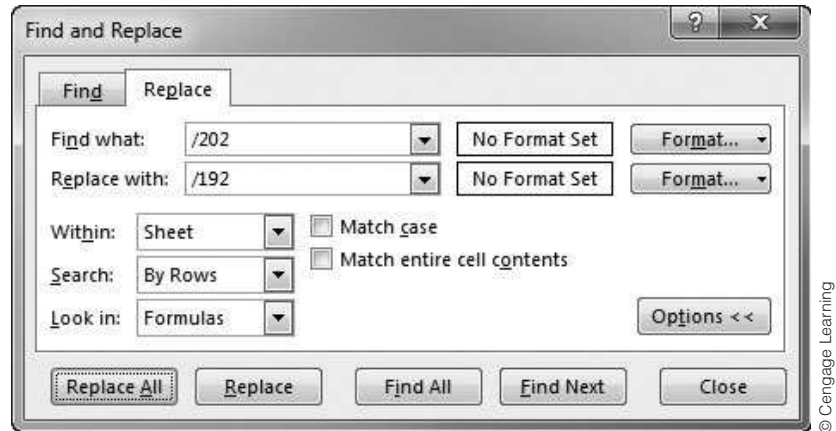 Find and Replace
Find Replace
Find what: /202 No Format Set Format...
Replace with: /192 No Format Set Format...
Within: Sheet Match case
Search: By Rows Match entire cell contents
Look in: Formulas Options <<
Replace All Replace Find All Find Next Close
© Cengage Learning